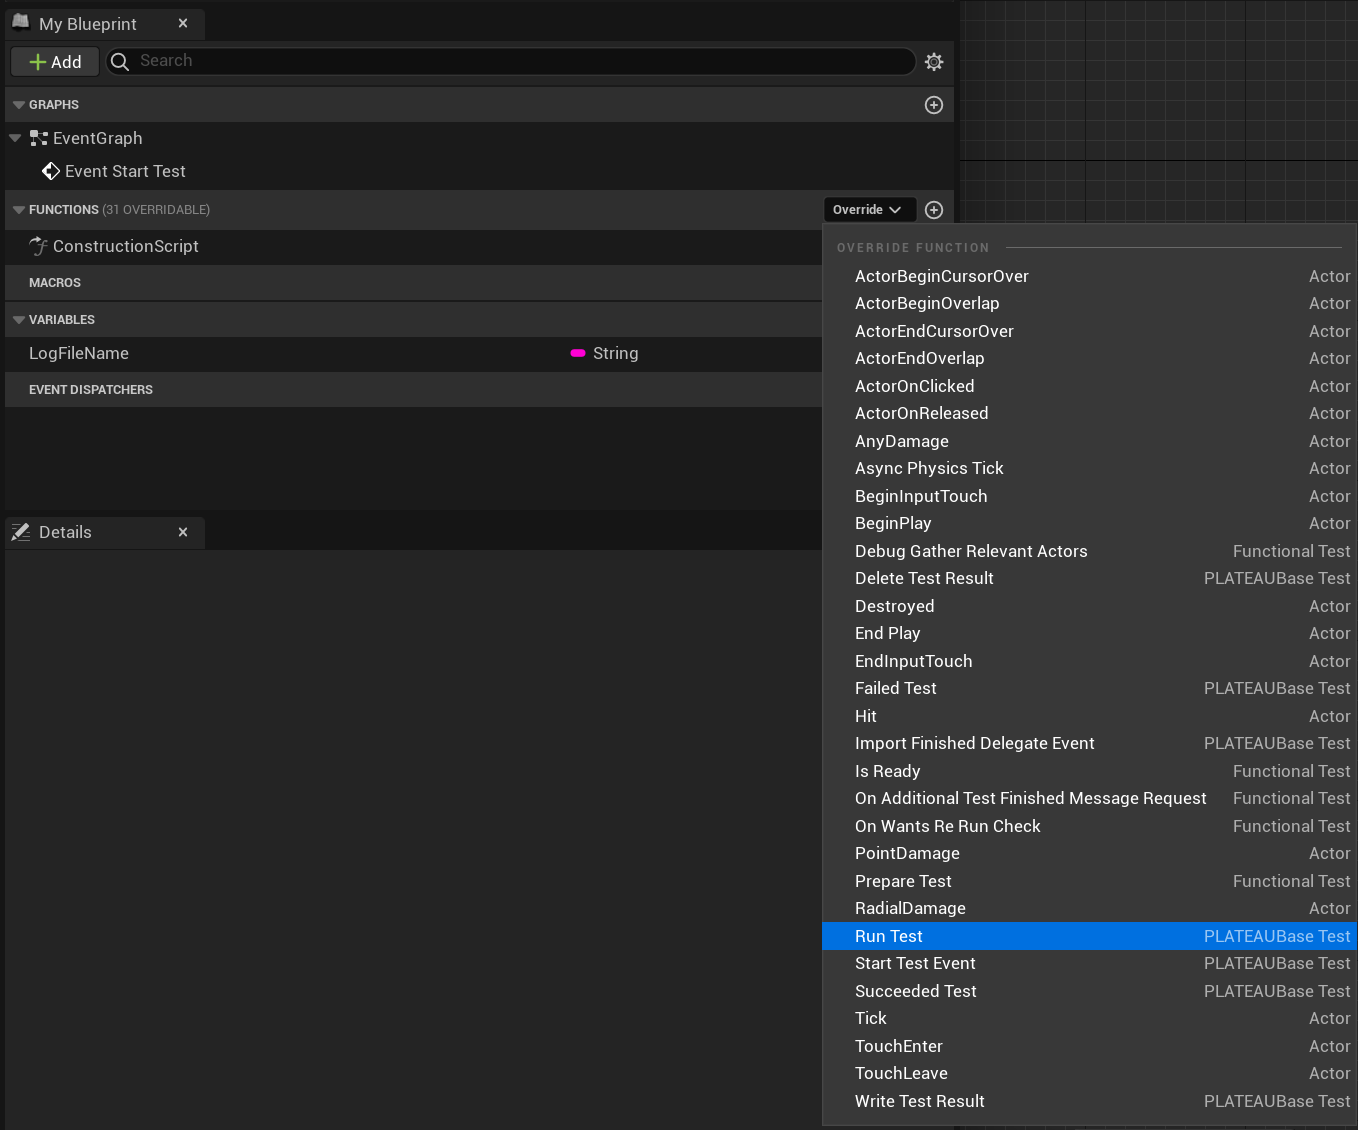 My Blueprint
Add
Search
GRAPHS
EventGraph
Event Start Test
FUNCTIONS (31 OVERRIDABLE)
Override
ConstructionScript
MACROS
VARIABLES
LogFileName String
EVENT DISPATCHERS
Details
OVERRIDE FUNCTION
ActorBeginCursorOver Actor
ActorBeginOverlap Actor
ActorEndCursorOver Actor
ActorEndOverlap Actor
ActorOnClicked Actor
ActorOnReleased Actor
AnyDamage Actor
Async Physics Tick Actor
BeginInputTouch Actor
BeginPlay Actor
Debug Gather Relevant Actors Functional Test
Delete Test Result PLATEAUBase Test
Destroyed Actor
End Play Actor
EndInputTouch Actor
Failed Test PLATEAUBase Test
Hit Actor
Import Finished Delegate Event PLATEAUBase Test
Is Ready Functional Test
On Additional Test Finished Message Request Functional Test
On Wants Re Run Check Functional Test
PointDamage Actor
Prepare Test Functional Test
RadialDamage Actor
Run Test PLATEAUBase Test
Start Test Event PLATEAUBase Test
Succeeded Test PLATEAUBase Test
Tick Actor
TouchEnter Actor
TouchLeave Actor
Write Test Result PLATEAUBase Test